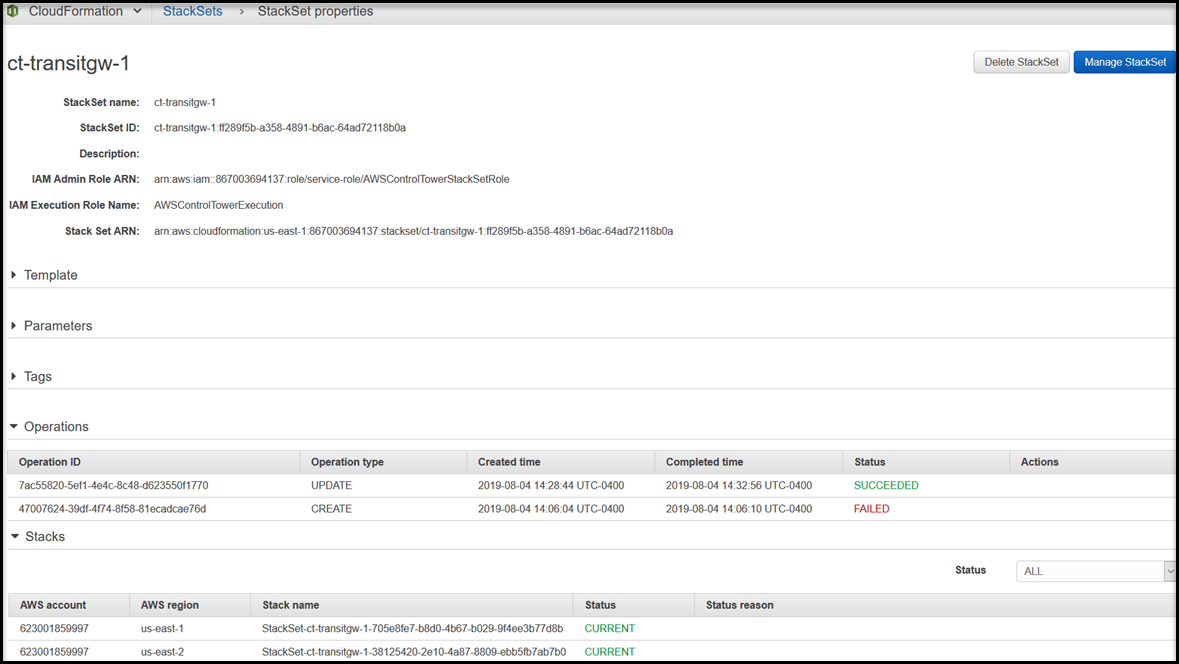 CloudFormation StackSets › StackSet properties
ct-transitgw-1 Delete StackSet Manage StackSet
StackSet name: ct-transitgw-1
StackSet ID: ct-transitgw-1:ff289f5b-a358-4891-b6ac-64ad72118b0a
Description:
IAM Admin Role ARN: arn:aws:iam::867003694137:role/service-role/AWSControlTowerStackSetRole
IAM Execution Role Name: AWSControlTowerExecution
Stack Set ARN: arn:aws:cloudformation:us-east-1:867003694137:stackset/ct-transitgw-1:ff289f5b-a358-4891-b6ac-64ad72118b0a
Template
Parameters
Tags
Operations
Operation ID Operation type Created time Completed time Status Actions
7ac55820-5ef1-4e4c-8c48-d623550f1770 UPDATE 2019-08-04 14:28:44 UTC-0400 2019-08-04 14:32:56 UTC-0400 SUCCEEDED
47007624-39df-4f74-8f58-81ecadcae76d CREATE 2019-08-04 14:06:04 UTC-0400 2019-08-04 14:06:10 UTC-0400 FAILED
Stacks
Status ALL
AWS account AWS region Stack name Status Status reason
623001859997 us-east-1 StackSet-ct-transitgw-1-705e8fe7-b8d0-4b67-b029-9f4ee3b77d8b CURRENT
623001859997 us-east-2 StackSet-ct-transitgw-1-38125420-2e10-4a87-8809-ebb5fb7ab7b0 CURRENT